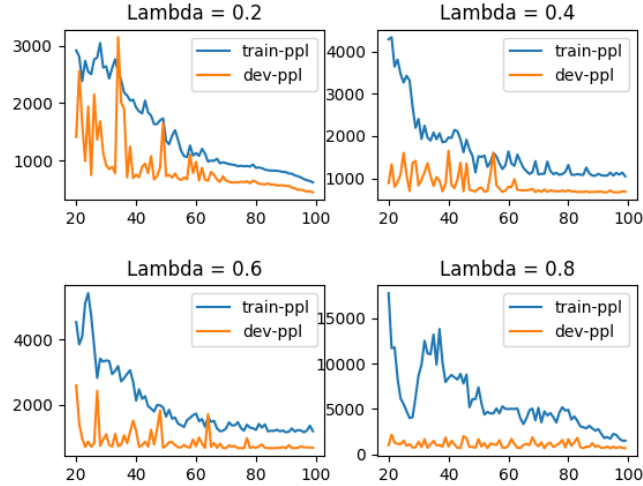 Lambda = 0.2
train-ppl
dev-ppl
3000
2000
1000
20 40 60 80 100
Lambda = 0.4
train-ppl
dev-ppl
4000
3000
2000
1000
20 40 60 80 100
Lambda = 0.6
train-ppl
dev-ppl
4000
2000
20 40 60 80 100
Lambda = 0.8
train-ppl
dev-ppl
15000
10000
5000
0
20 40 60 80 100